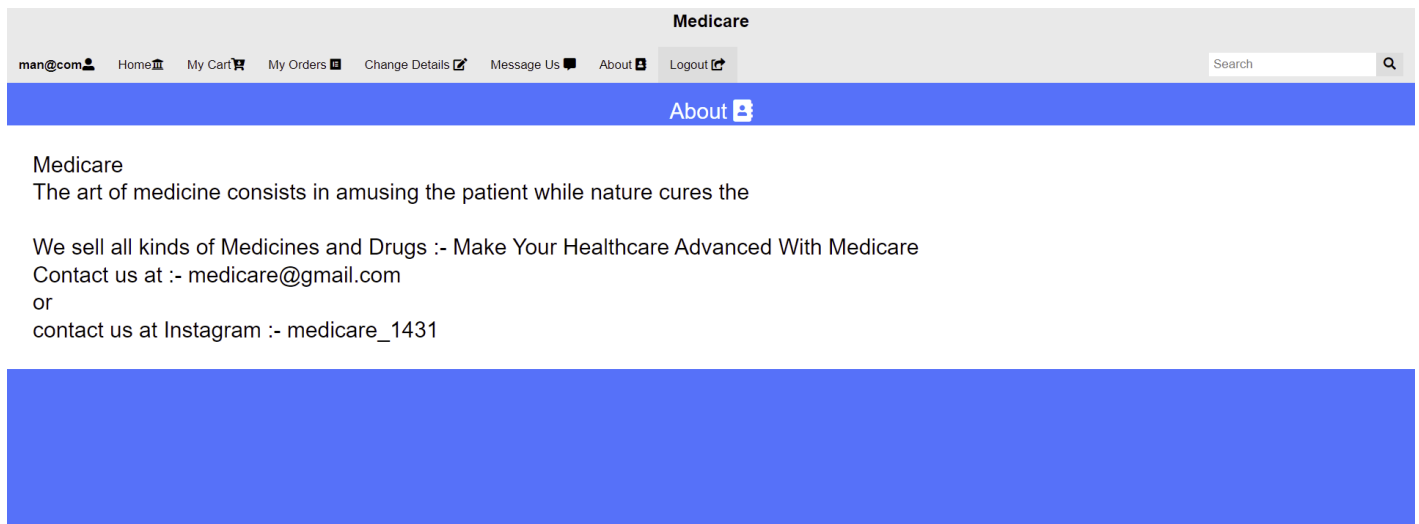 Medicare
man@com Home My Cart My Orders Change Details Message Us About Logout Search
About
Medicare
The art of medicine consists in amusing the patient while nature cures the
We sell all kinds of Medicines and Drugs :- Make Your Healthcare Advanced With Medicare
Contact us at :- medicare@gmail.com
or
contact us at Instagram :- medicare_1431